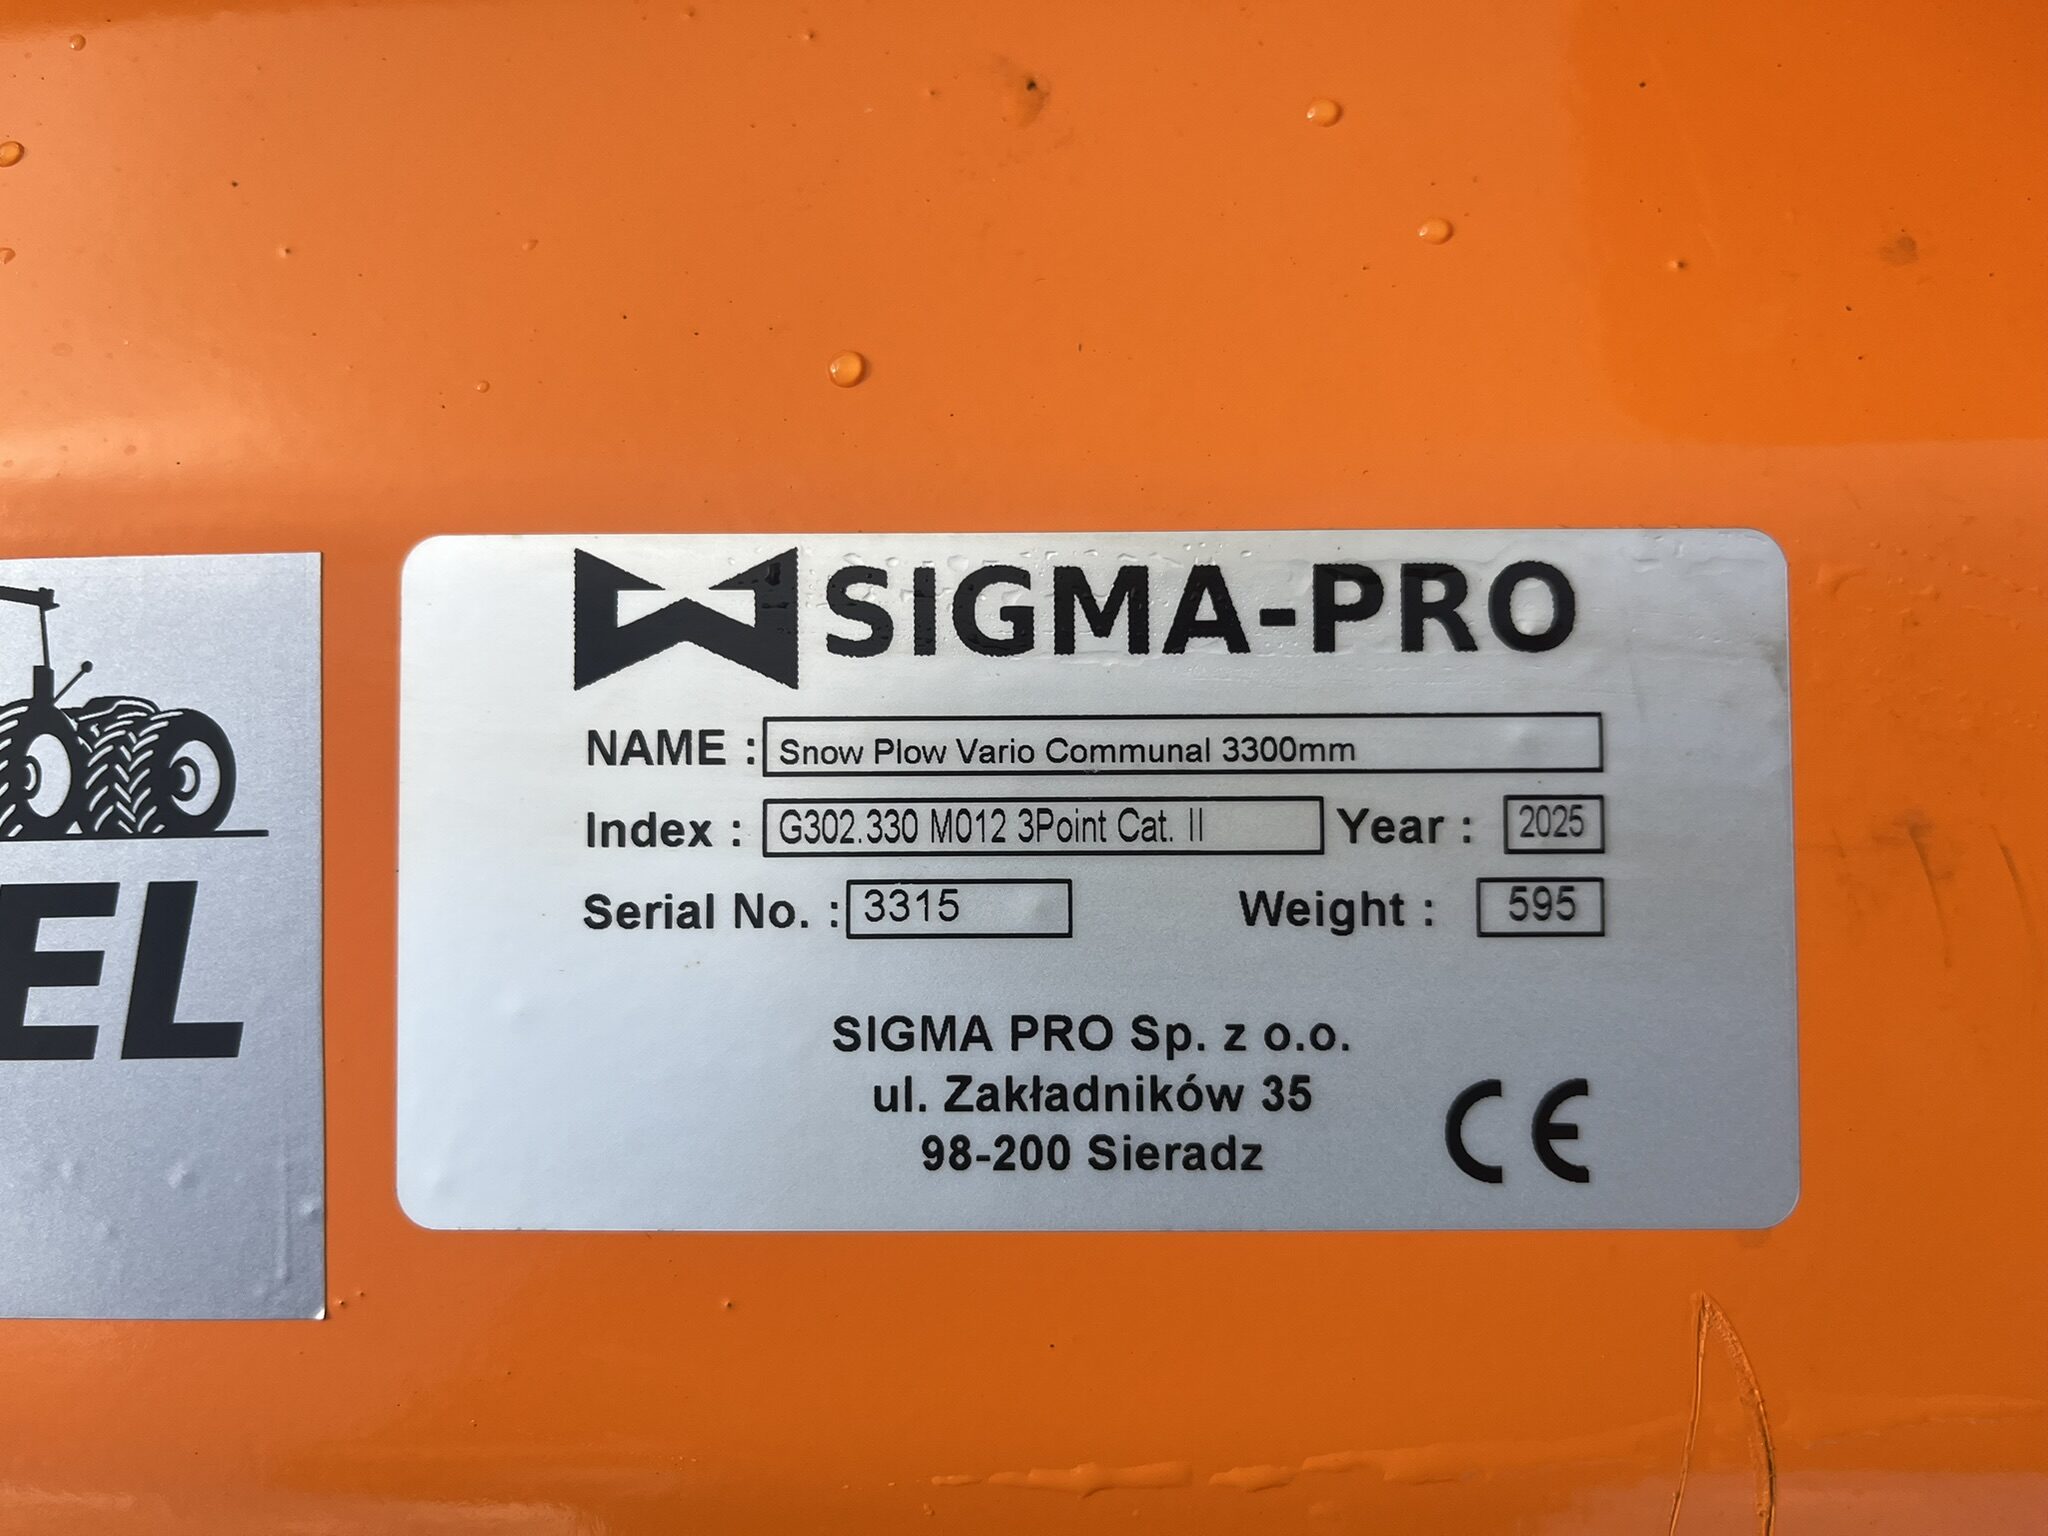 SIGMA-PRO
NAME : Snow Plow Vario Communal 3300mm
Index : G302.330 M012 3Point Cat. II Year : 2025
Serial No. : 3315 Weight : 595
SIGMA PRO Sp. z o.o.
ul. Zakładników 35
98-200 Sieradz
CE
EL